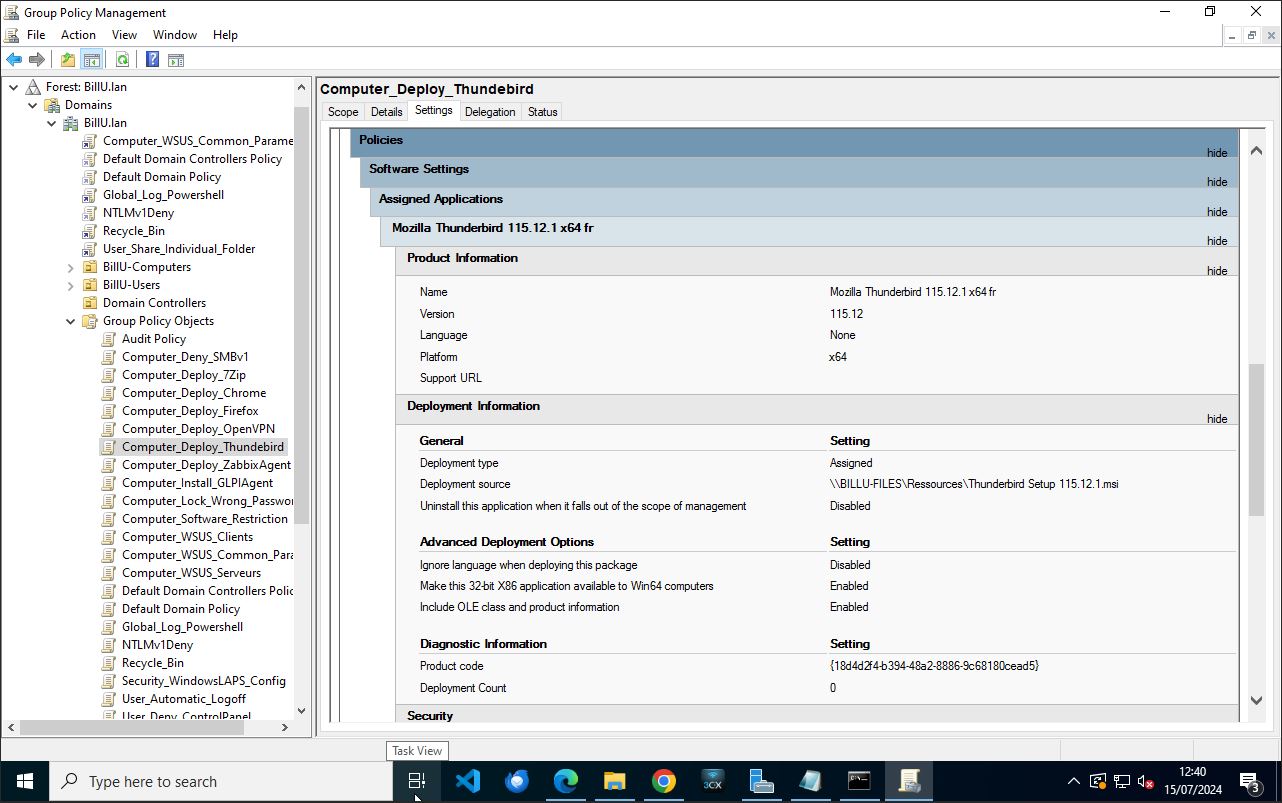 Group Policy Management
File Action View Window Help
Forest: BillU.lan
Domains
BillU.lan
Computer_WSUS_Common_Parame
Default Domain Controllers Policy
Default Domain Policy
Global_Log_Powershell
NTLMv1Deny
Recycle_Bin
User_Share_Individual_Folder
BillU-Computers
BillU-Users
Domain Controllers
Group Policy Objects
Audit Policy
Computer_Deny_SMBv1
Computer_Deploy_7Zip
Computer_Deploy_Chrome
Computer_Deploy_Firefox
Computer_Deploy_OpenVPN
Computer_Deploy_Thundebird
Computer_Deploy_ZabbixAgent
Computer_Install_GLPIAgent
Computer_Lock_Wrong_Passwor
Computer_Software_Restriction
Computer_WSUS_Clients
Computer_WSUS_Common_Para
Computer_WSUS_Serveurs
Default Domain Controllers Polic
Default Domain Policy
Global_Log_Powershell
NTLMv1Deny
Recycle_Bin
Security_WindowsLAPS_Config
User_Automatic_Logoff
User_Deny_ControlPanel
Computer_Deploy_Thundebird
Scope Details Settings Delegation Status
Policies hide
Software Settings hide
Assigned Applications hide
Mozilla Thunderbird 115.12.1 x64 fr hide
Product Information hide
Name Mozilla Thunderbird 115.12.1 x64 fr
Version 115.12
Language None
Platform x64
Support URL
Deployment Information hide
General Setting
Deployment type Assigned
Deployment source \\BILLU-FILES\Ressources\Thunderbird Setup 115.12.1.msi
Uninstall this application when it falls out of the scope of management Disabled
Advanced Deployment Options Setting
Ignore language when deploying this package Disabled
Make this 32-bit X86 application available to Win64 computers Enabled
Include OLE class and product information Enabled
Diagnostic Information Setting
Product code {18d4d2f4-b394-48a2-8886-9c68180cead5}
Deployment Count 0
Security
Task View
Type here to search
3CX
12:40
15/07/2024
3